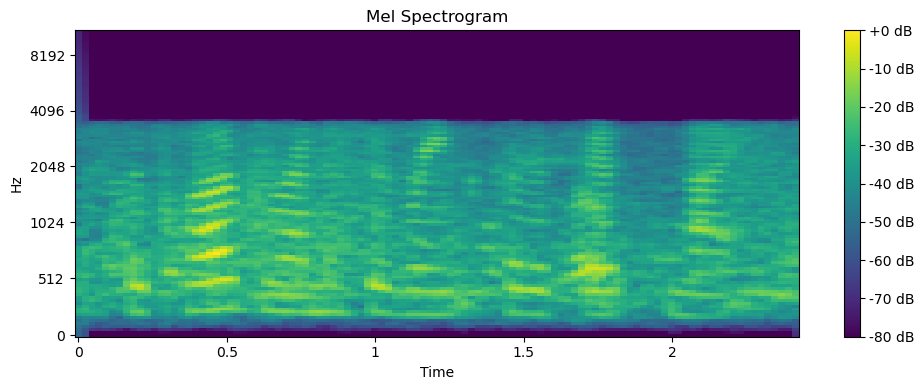 Mel Spectrogram
8192
4096
2048
1024
512
0
Hz
0
0.5
1
1.5
2
Time
+0 dB
-10 dB
-20 dB
-30 dB
-40 dB
-50 dB
-60 dB
-70 dB
-80 dB